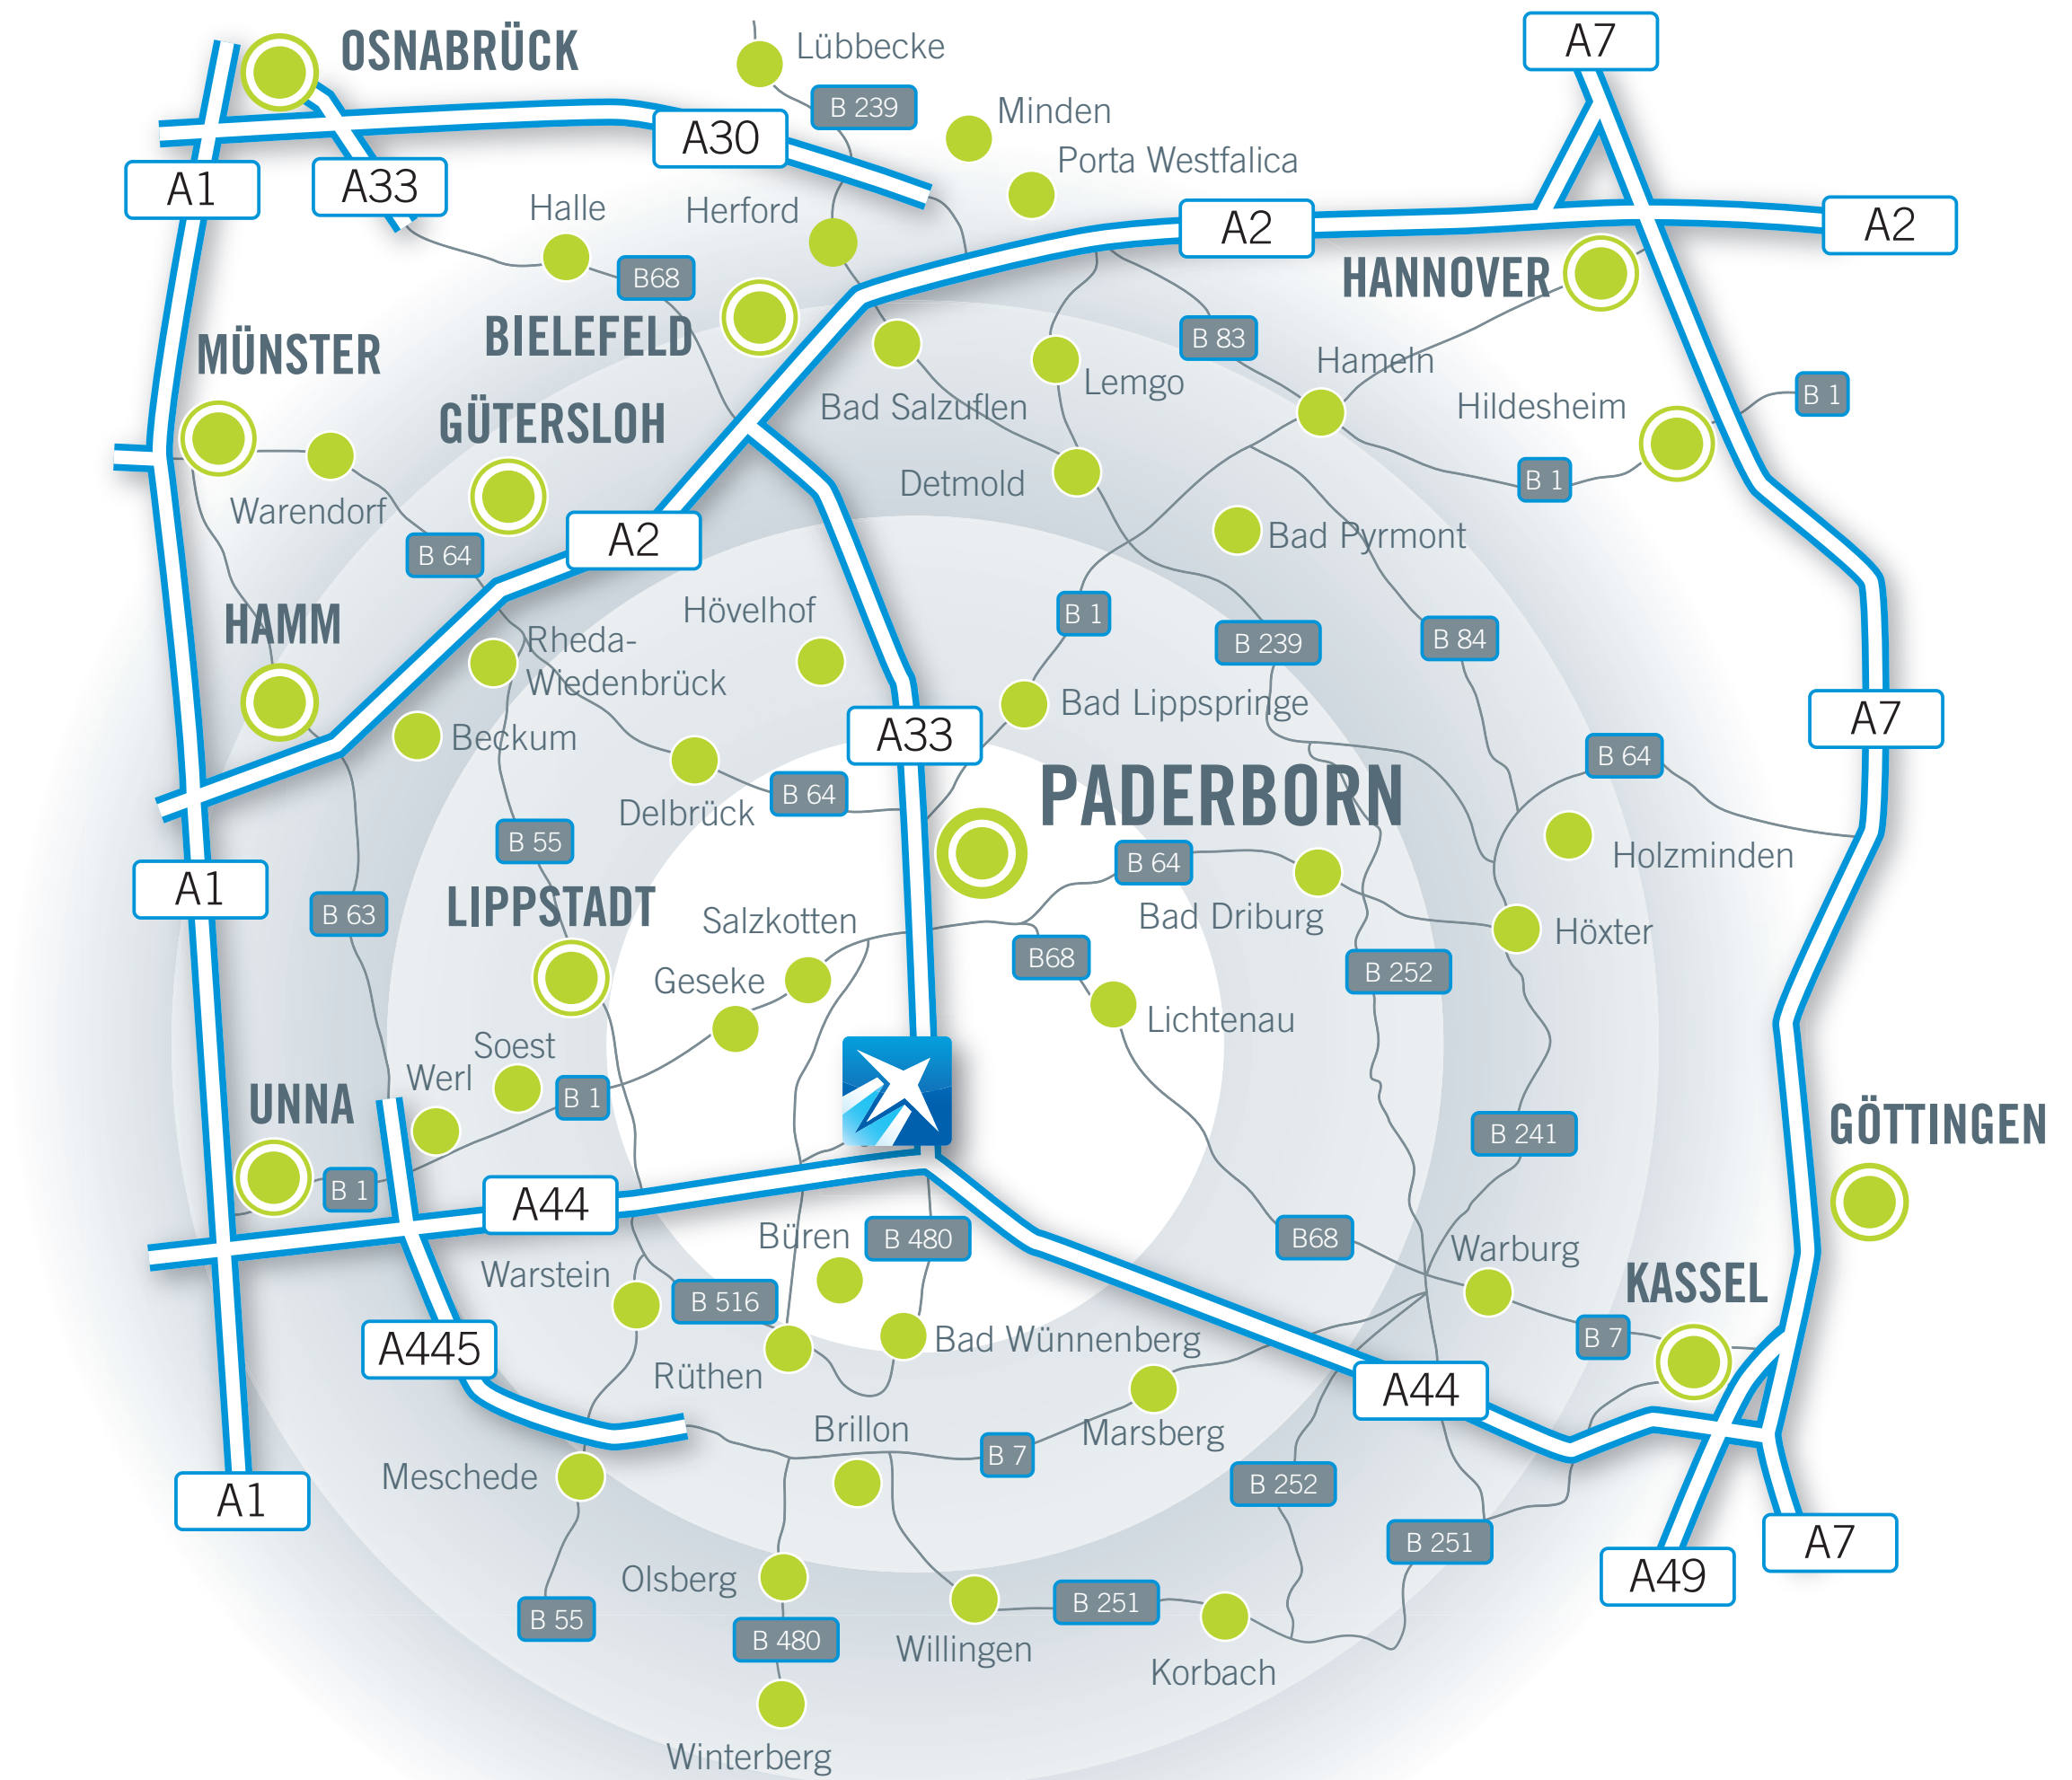 OSNABRÜCK
Lübbecke
A7
B 239
Minden
A30
Porta Westfalica
A1
A33
Halle
Herford
A2
A2
B68
HANNOVER
BIELEFELD
MÜNSTER
B 83
Hameln
Lemgo
B 1
Bad Salzuflen
Hildesheim
GÜTERSLOH
Detmold
B 1
Warendorf
A2
Bad Pyrmont
B 64
HAMM
Hövelhof
B 1
Rheda-
Wiedenbrück
B 239
B 84
Bad Lippspringe
A7
Beckum
A33
B 64
PADERBORN
B 64
Delbrück
B 55
Holzminden
B 64
A1
B 63
LIPPSTADT
Salzkotten
Bad Driburg
Höxter
B68
B 252
Geseke
Lichtenau
Soest
Werl
B 1
UNNA
GÖTTINGEN
B 241
B 1
A44
Büren
B 480
B68
Warburg
Warstein
KASSEL
B 516
A445
Bad Wünnenberg
B 7
Rüthen
A44
Brillon
Marsberg
B 7
Meschede
B 252
A1
B 251
A7
Olsberg
A49
B 251
B 55
B 480
Willingen
Korbach
Winterberg